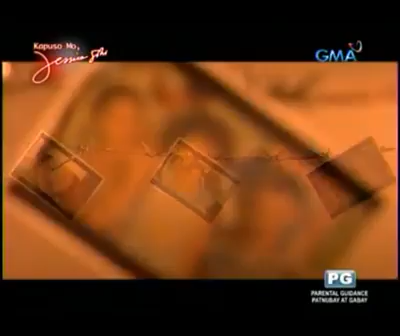 Kapuso Mo,
Jessica Soho
GMA
PG
PARENTAL GUIDANCE
PATNUBAY AT GABAY